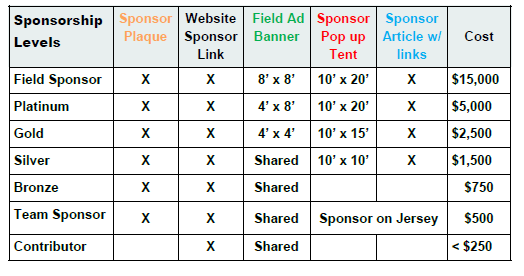 Sponsorship Levels Sponsor Plaque Website Sponsor Link Field Ad Banner Sponsor Pop up Tent Sponsor Article w/ links Cost
Field Sponsor X X 8' x 8' 10' x 20' X $15,000
Platinum X X 4' x 8' 10' x 20' X $5,000
Gold X X 4' x 4' 10' x 15' X $2,500
Silver X X Shared 10' x 10' X $1,500
Bronze X X Shared $750
Team Sponsor X X Shared Sponsor on Jersey $500
Contributor X Shared < $250